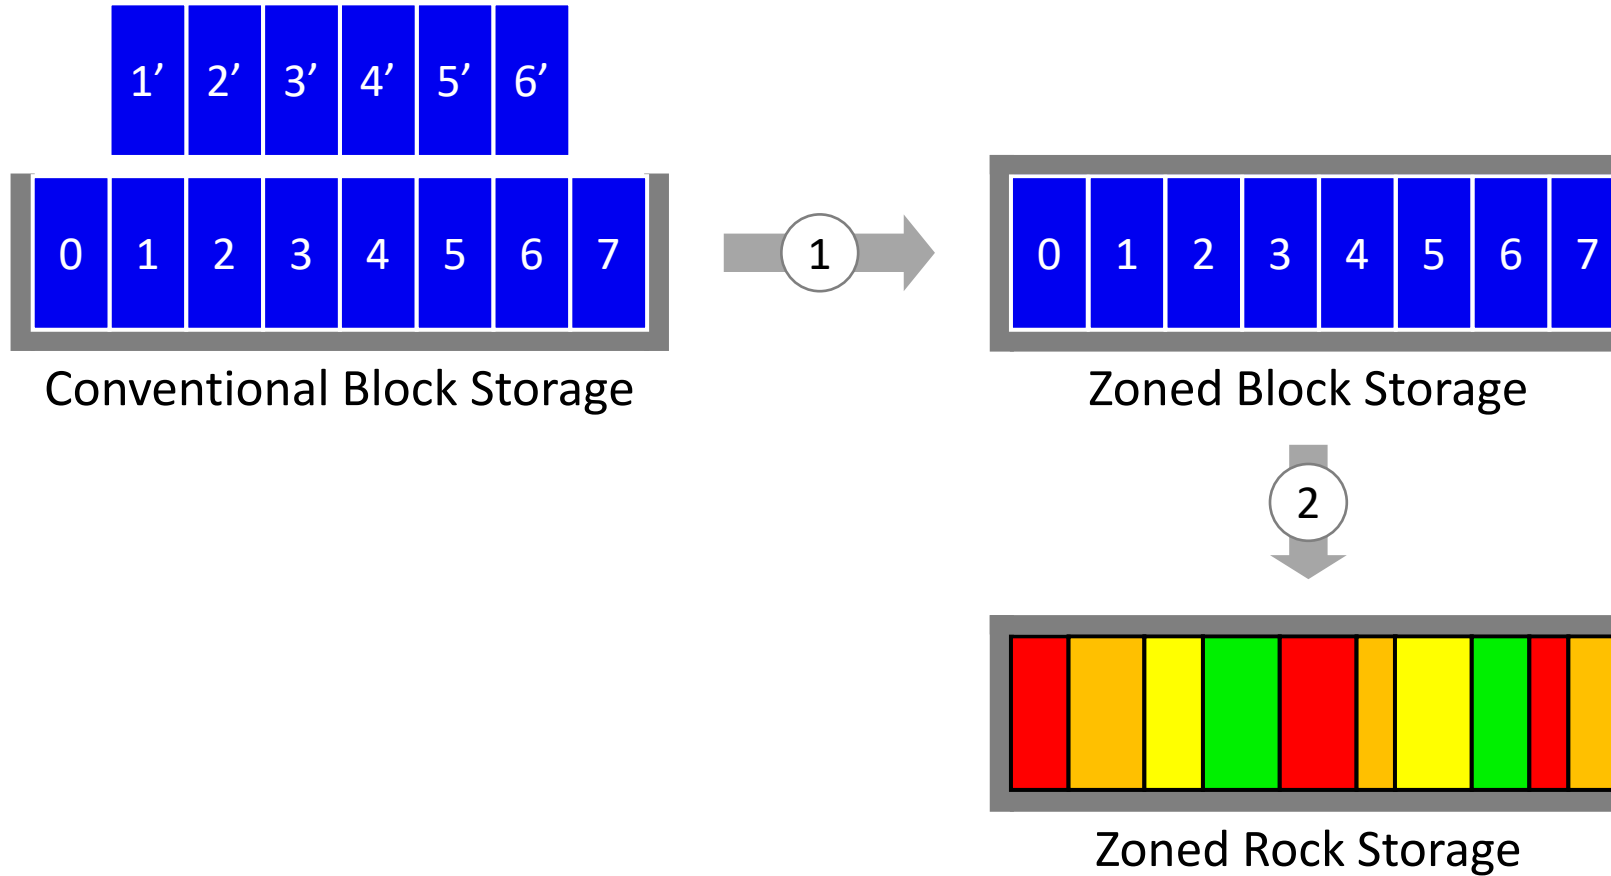 1’ 2’ 3’ 4’ 5’ 6’
0 1 2 3 4 5 6 7
Conventional Block Storage
1
0 1 2 3 4 5 6 7
Zoned Block Storage
2
Zoned Rock Storage